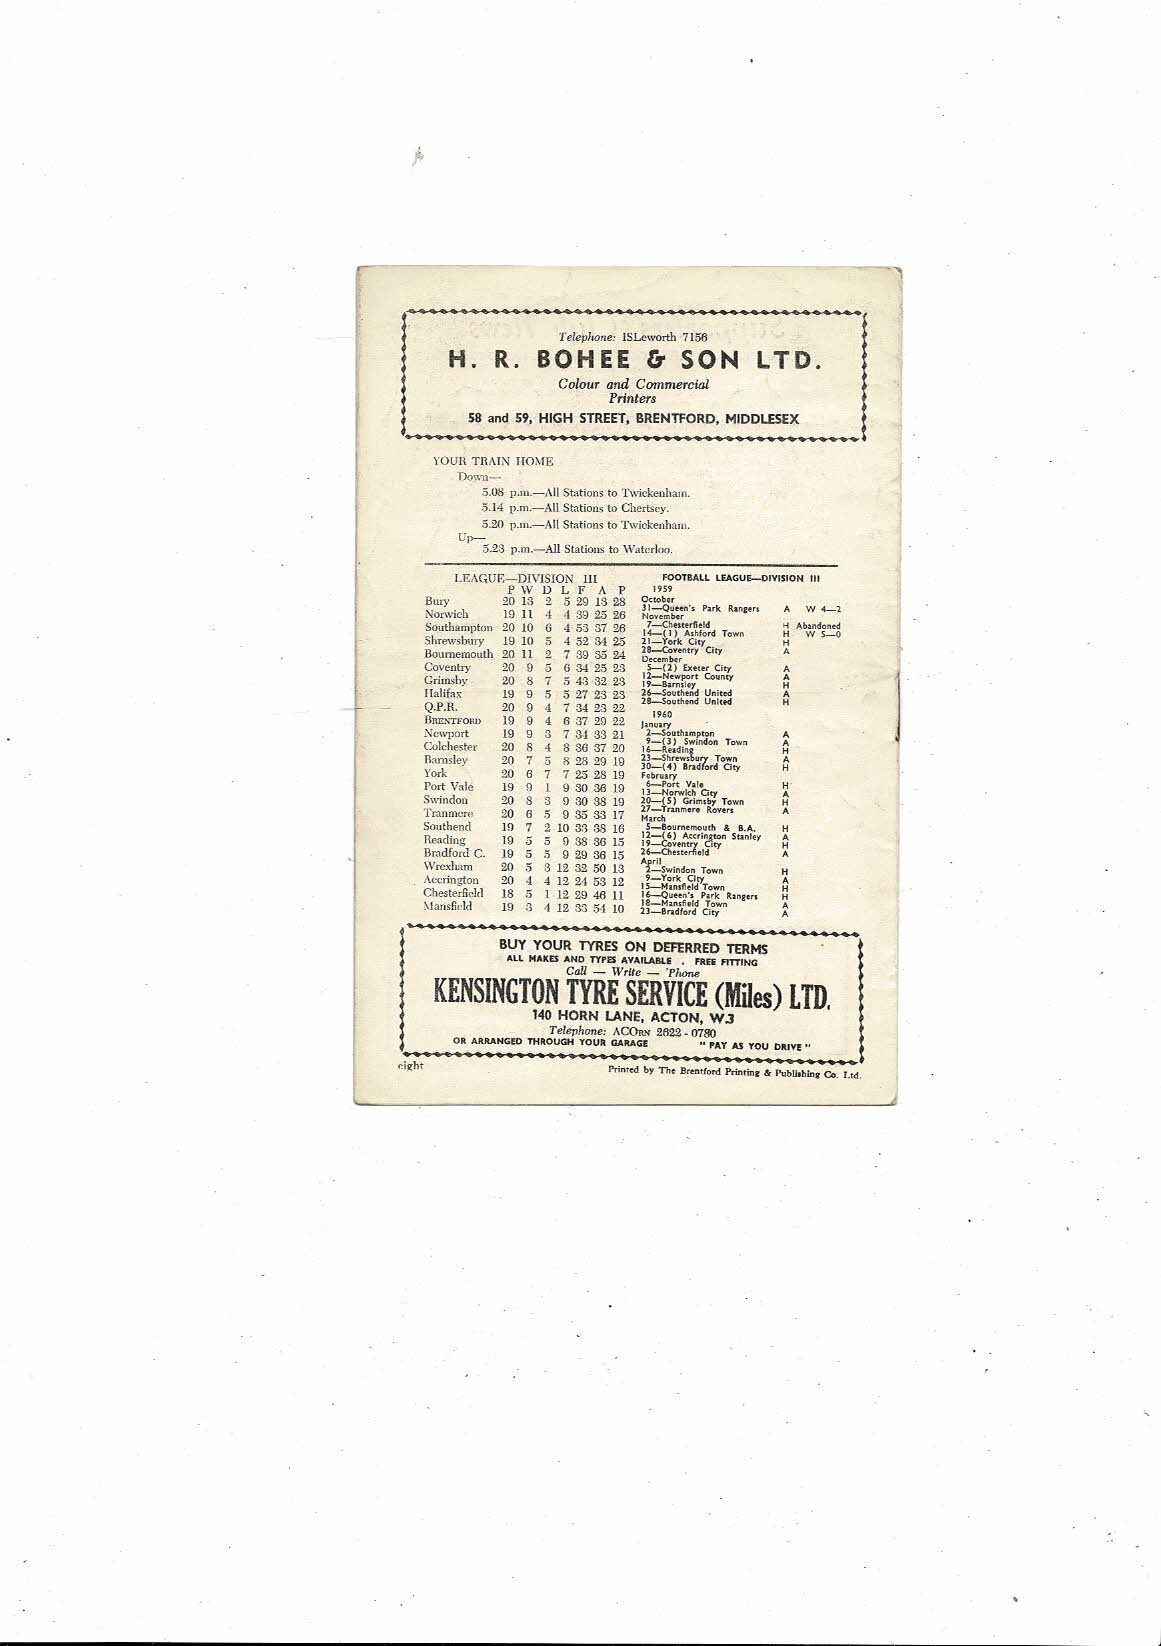 Telephone: ISLeworth 7156
H. R. BOHEE & SON LTD.
Colour and Commercial
Printers
58 and 59, HIGH STREET, BRENTFORD, MIDDLESEX
YOUR TRAIN HOME
Down—
5.08 p.m.—All Stations to Twickenham.
5.14 p.m.—All Stations to Chertsey.
5.20 p.m.—All Stations to Twickenham.
Up—
5.23 p.m.—All Stations to Waterloo.
LEAGUE—DIVISION III
P W D L F A P
Bury 20 13 2 5 29 13 28
Norwich 19 11 4 4 39 25 26
Southampton 20 10 6 4 53 37 26
Shrewsbury 19 10 5 4 52 34 25
Bournemouth 20 11 2 7 39 35 24
Coventry 20 9 5 6 34 25 23
Grimsby 20 8 7 5 43 32 23
Halifax 19 9 5 5 27 23 23
Q.P.R. 20 9 4 7 34 23 22
BRENTFORD 19 9 4 6 37 29 22
Newport 19 9 3 7 34 33 21
Colchester 20 8 4 8 36 37 20
Barnsley 20 7 5 8 28 29 19
York 20 6 7 7 25 28 19
Port Vale 19 9 1 9 30 36 19
Swindon 20 8 3 9 30 38 19
Tranmere 20 6 5 9 35 33 17
Southend 19 7 2 10 33 38 16
Reading 19 5 5 9 38 36 15
Bradford C. 19 5 5 9 29 36 15
Wrexham 20 5 3 12 32 50 13
Accrington 20 4 4 12 24 53 12
Chesterfield 18 5 1 12 29 46 11
Mansfield 19 3 4 12 33 54 10
FOOTBALL LEAGUE—DIVISION III
1959
October
31—Queen's Park Rangers A W 4—2
November
7—Chesterfield H Abandoned
14—(1) Ashford Town H W 5—0
21—York City H
28—Coventry City A
December
5—(2) Exeter City A
12—Newport County A
19—Barnsley H
26—Southend United A
28—Southend United H
1960
January
2—Southampton A
9—(3) Swindon Town A
16—Reading H
23—Shrewsbury Town A
30—(4) Bradford City H
February
6—Port Vale H
13—Norwich City A
20—(5) Grimsby Town H
27—Tranmere Rovers A
March
5—Bournemouth & B.A. H
12—(6) Accrington Stanley A
19—Coventry City H
26—Chesterfield A
April
2—Swindon Town H
9—York City A
15—Mansfield Town H
16—Queen's Park Rangers H
18—Mansfield Town A
23—Bradford City A
BUY YOUR TYRES ON DEFERRED TERMS
ALL MAKES AND TYPES AVAILABLE . FREE FITTING
Call — Write — 'Phone
KENSINGTON TYRE SERVICE (Miles) LTD.
140 HORN LANE, ACTON, W.3
Telephone: ACORN 2622 - 0780
OR ARRANGED THROUGH YOUR GARAGE "PAY AS YOU DRIVE"
eight
Printed by The Brentford Printing & Publishing Co. Ltd.